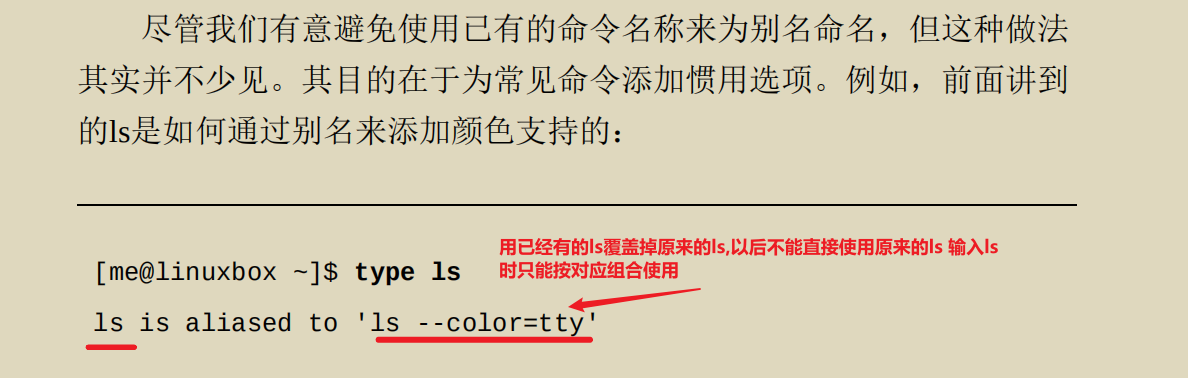 尽管我们有意避免使用已有的命令名称来为别名命名，但这种做法
其实并不少见。其目的在于为常见命令添加惯用选项。例如，前面讲到
的ls是如何通过别名来添加颜色支持的：
用已经有的ls覆盖掉原来的ls,以后不能直接使用原来的ls 输入ls
时只能按对应组合使用
[me@linuxbox ~]$ type ls
ls is aliased to 'ls --color=tty'